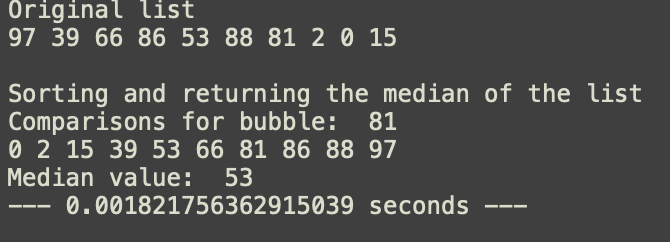 Original list
97 39 66 86 53 88 81 2 0 15
Sorting and returning the median of the list
Comparisons for bubble:  81
0 2 15 39 53 66 81 86 88 97
Median value:  53
--- 0.001821756362915039 seconds ---